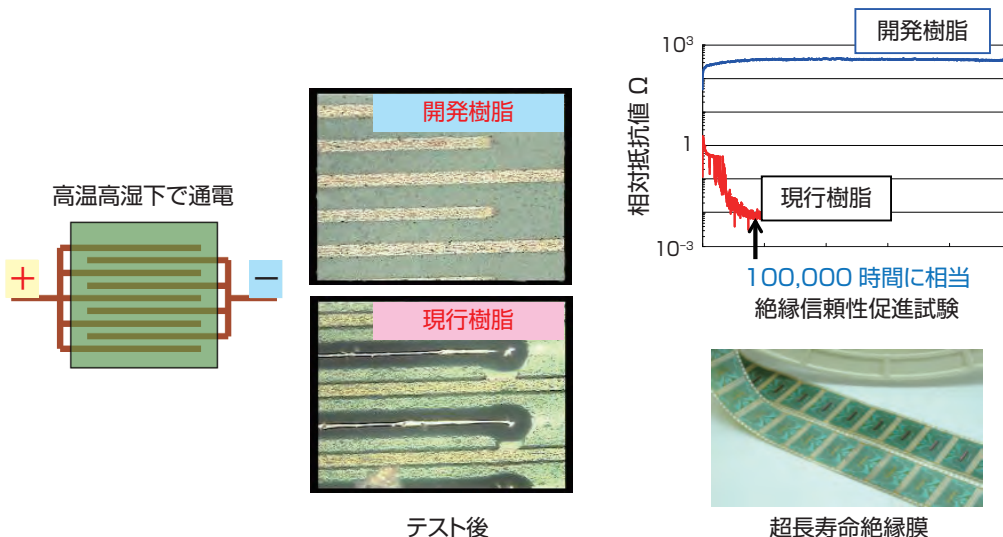 高温高湿下で通電
+
−
開発樹脂
現行樹脂
テスト後
開発樹脂
10³
1
10⁻³
相対抵抗値 Ω
現行樹脂
100,000 時間に相当
絶縁信頼性促進試験
超長寿命絶縁膜